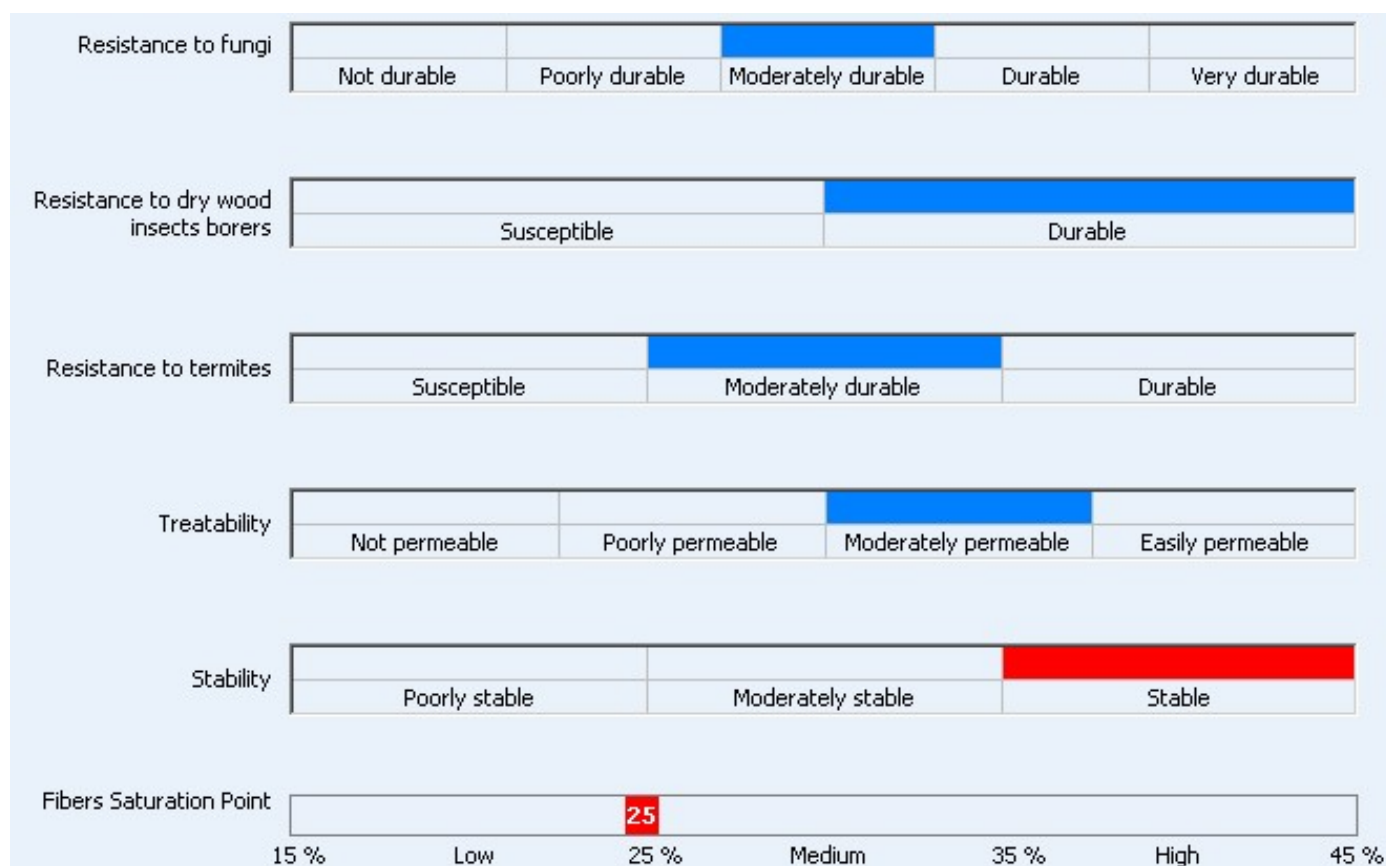 Resistance to fungi
Not durable Poorly durable Moderately durable Durable Very durable
Resistance to dry wood
insects borers
Susceptible Durable
Resistance to termites
Susceptible Moderately durable Durable
Treatability
Not permeable Poorly permeable Moderately permeable Easily permeable
Stability
Poorly stable Moderately stable Stable
Fibers Saturation Point
25
15 % Low 25 % Medium 35 % High 45 %